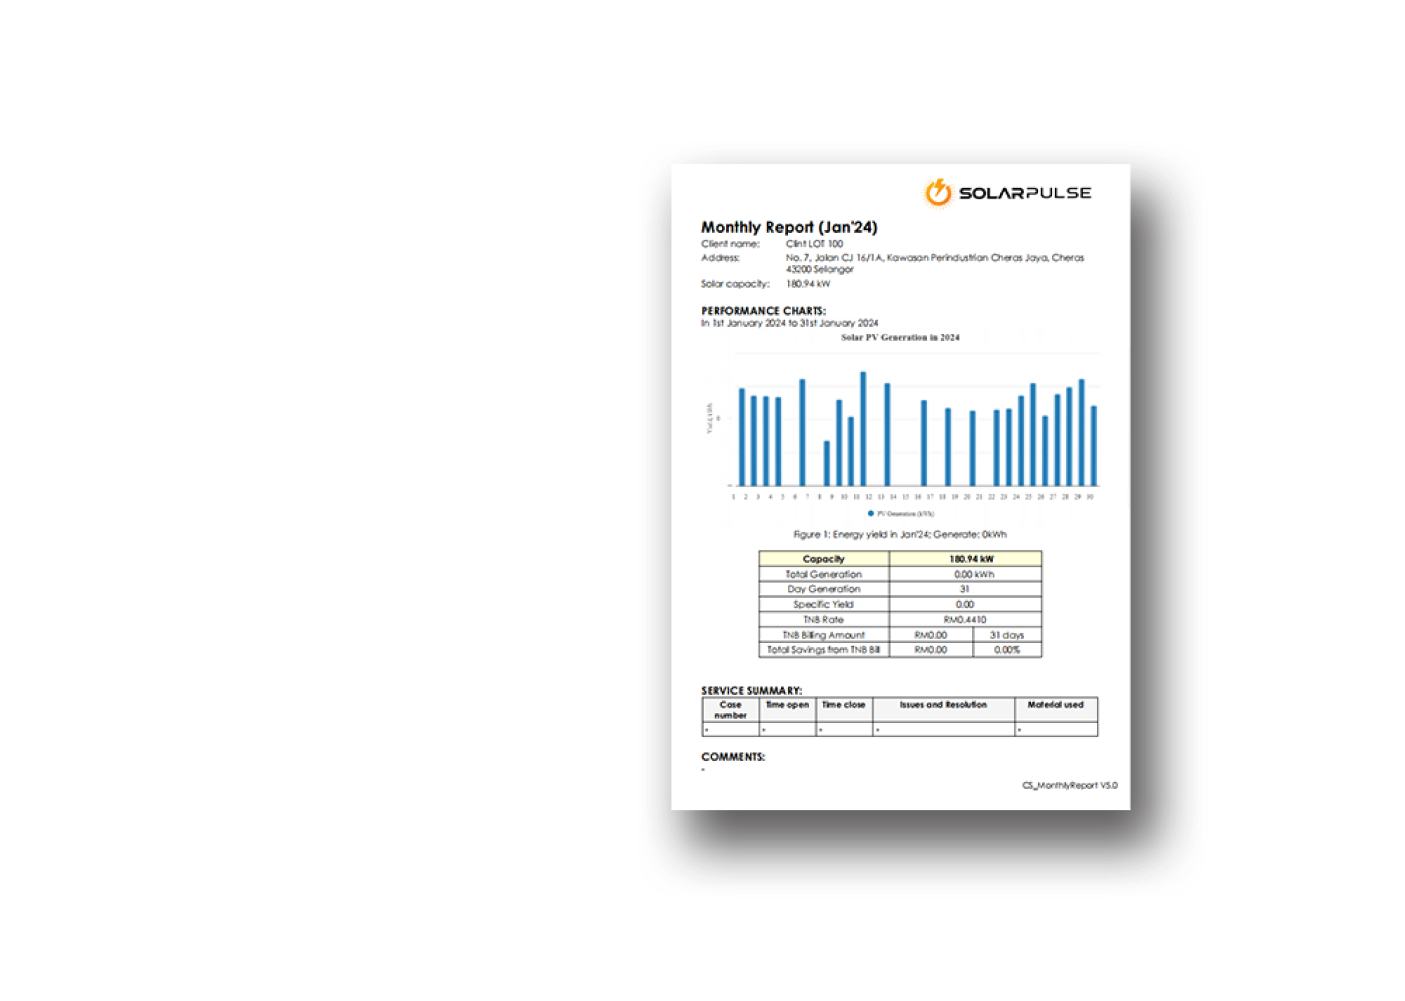 SOLARPULSE
Monthly Report (Jan'24)
Client name: Clint LOT 100
Address: No. 7, Jalan CJ 16/1A, Kawasan Perindustrian Cheras Jaya, Cheras
43200 Selangor
Solar capacity: 180.94 kW
PERFORMANCE CHARTS:
In 1st January 2024 to 31st January 2024
Solar PV Generation in 2024
1 2 3 4 5 6 7 8 9 10 11 12 13 14 15 16 17 18 19 20 21 22 23 24 25 26 27 28 29 30
PV Generation (kWh)
Figure 1: Energy yield in Jan'24; Generate: 0kWh
Capacity 180.94 kW
Total Generation 0.00 kWh
Day Generation 31
Specific Yield 0.00
TNB Rate RM0.4410
TNB Billing Amount RM0.00 31 days
Total Savings from TNB Bill RM0.00 0.00%
SERVICE SUMMARY:
Case number Time open Time close Issues and Resolution Material used
- - - - -
COMMENTS:
-
CS_MonthlyReport V5.0